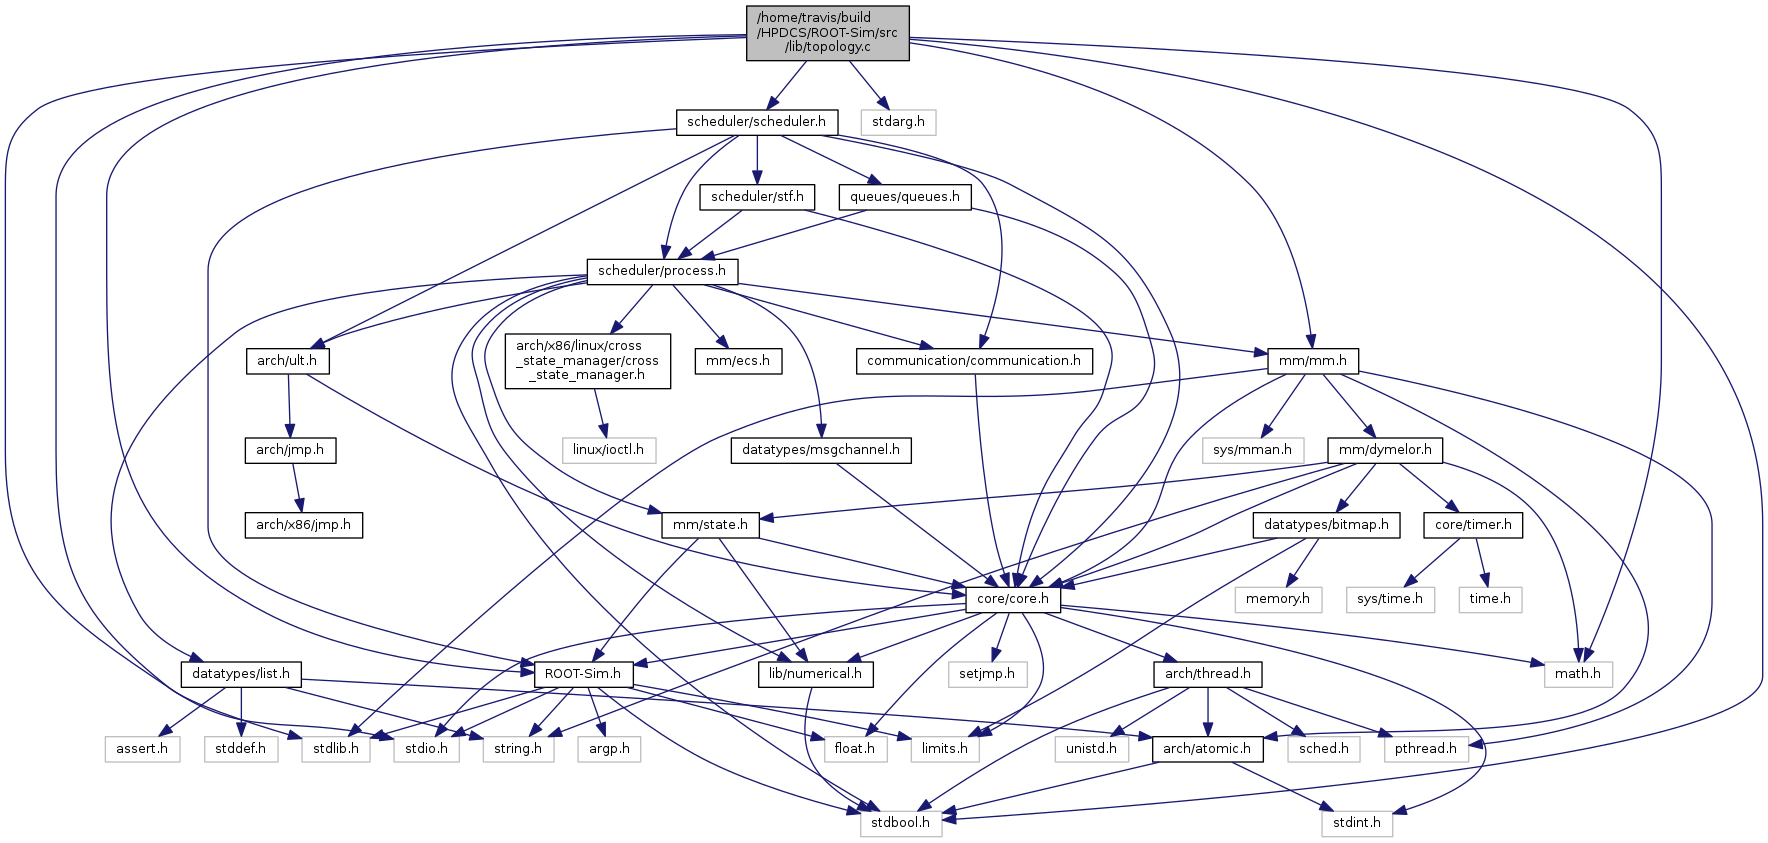 /home/travis/build
/HPDCS/ROOT-Sim/src
/lib/topology.c
scheduler/scheduler.h
stdarg.h
scheduler/stf.h
queues/queues.h
scheduler/process.h
arch/ult.h
arch/x86/linux/cross
_state_manager/cross
_state_manager.h
mm/ecs.h
communication/communication.h
mm/mm.h
arch/jmp.h
linux/ioctl.h
datatypes/msgchannel.h
sys/mman.h
mm/dymelor.h
arch/x86/jmp.h
mm/state.h
datatypes/bitmap.h
core/timer.h
core/core.h
memory.h
sys/time.h
time.h
datatypes/list.h
ROOT-Sim.h
lib/numerical.h
setjmp.h
arch/thread.h
math.h
assert.h
stddef.h
stdlib.h
stdio.h
string.h
argp.h
float.h
limits.h
unistd.h
arch/atomic.h
sched.h
pthread.h
stdbool.h
stdint.h